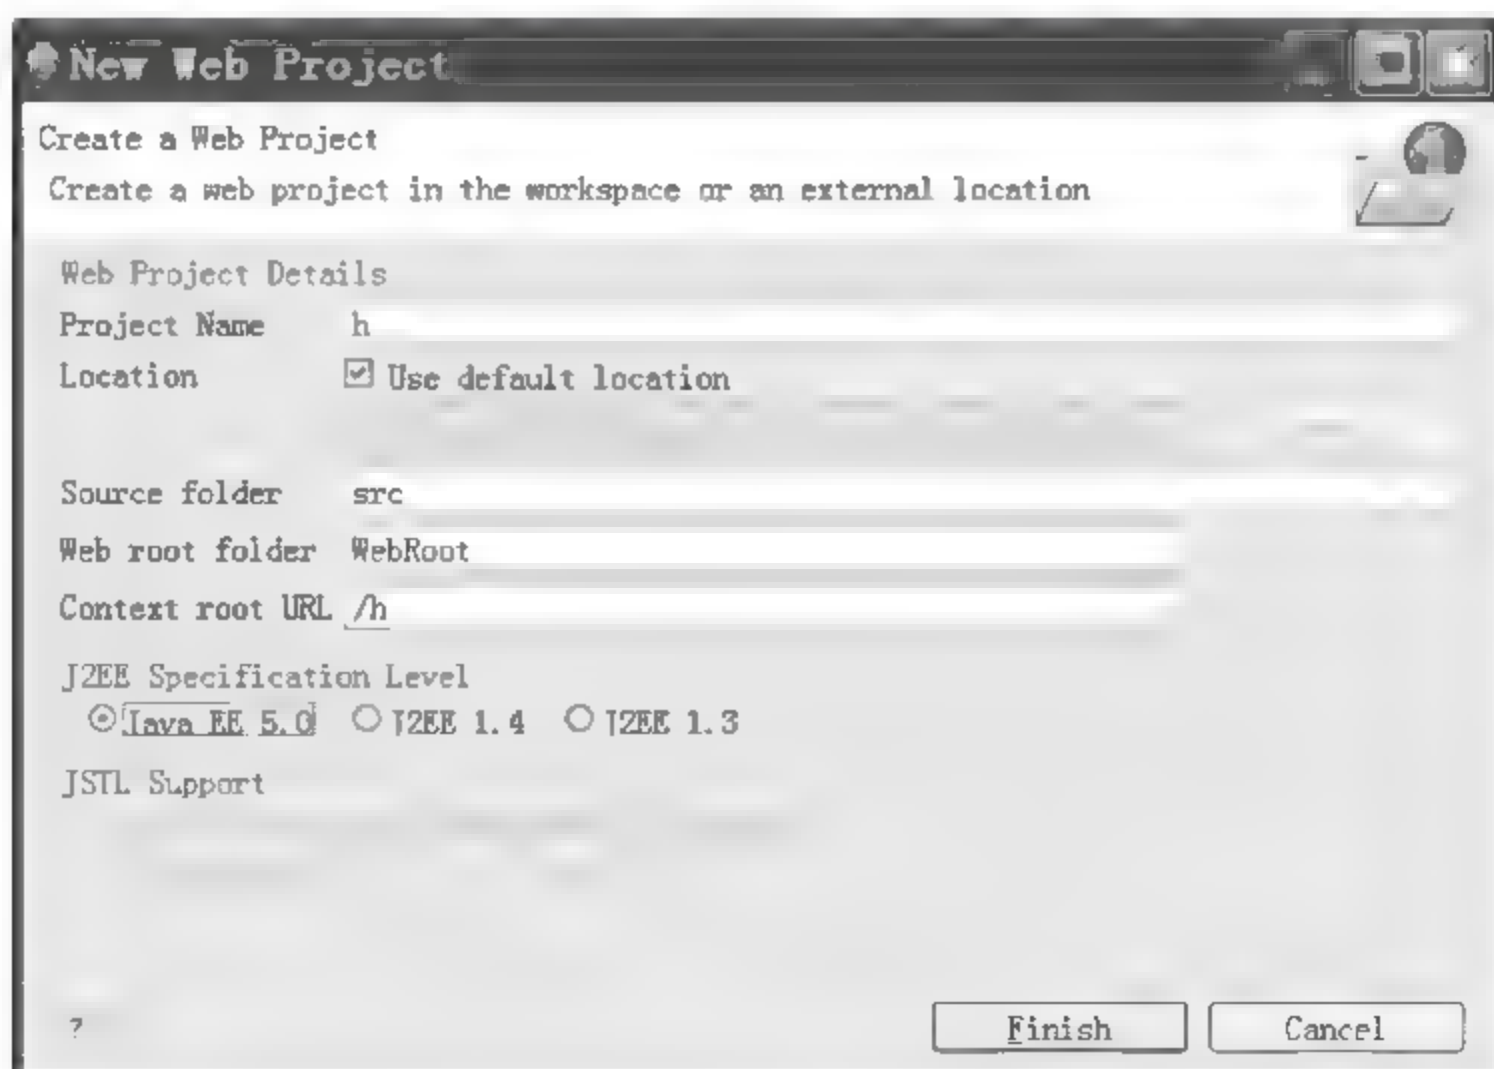 New Web Project
Create a Web Project
Create a web project in the workspace or an external location
Web Project Details
Project Name h
Location Use default location
Source folder src
Web root folder WebRoot
Context root URL /h
J2EE Specification Level
Java EE 5.0 J2EE 1.4 J2EE 1.3
JSTL Support
?
Finish Cancel